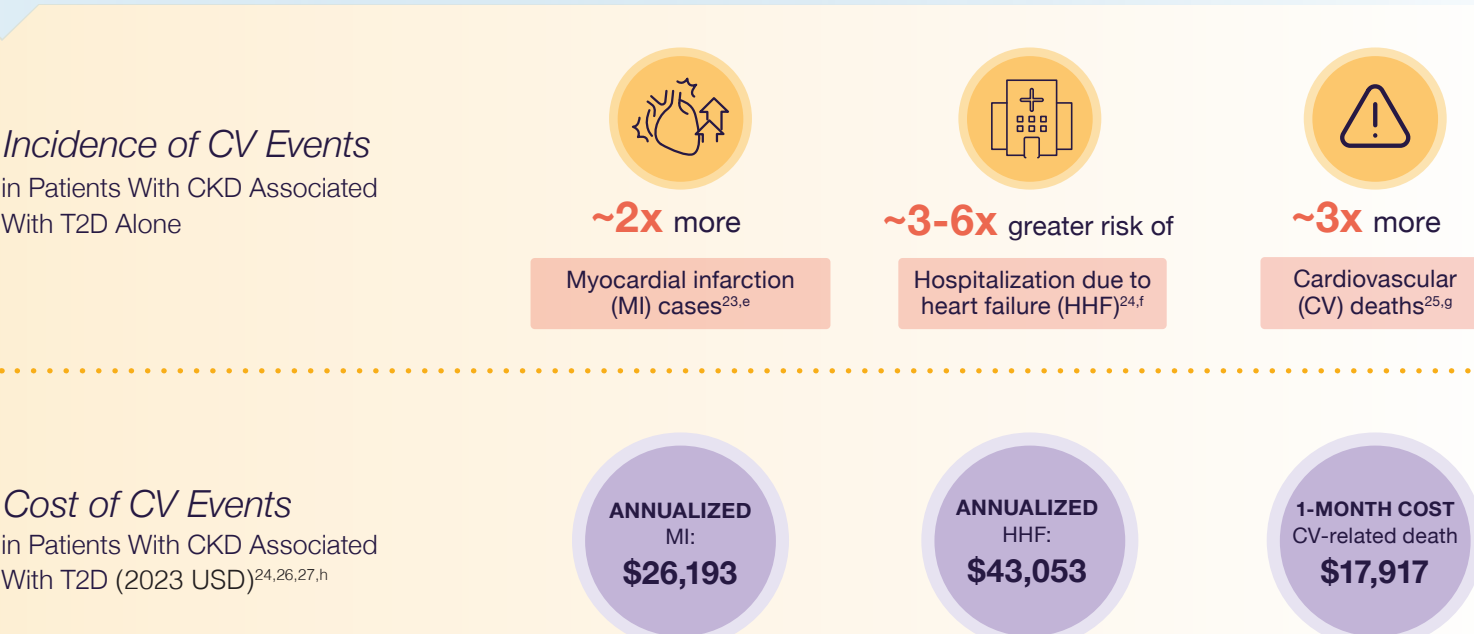 Incidence of CV Events
in Patients With CKD Associated
With T2D Alone
~2x more
Myocardial infarction
(MI) cases23,e
~3-6x greater risk of
Hospitalization due to
heart failure (HHF)24,f
~3x more
Cardiovascular
(CV) deaths25,g
Cost of CV Events
in Patients With CKD Associated
With T2D (2023 USD)24,26,27,h
ANNUALIZED
MI:
$26,193
ANNUALIZED
HHF:
$43,053
1-MONTH COST
CV-related death
$17,917